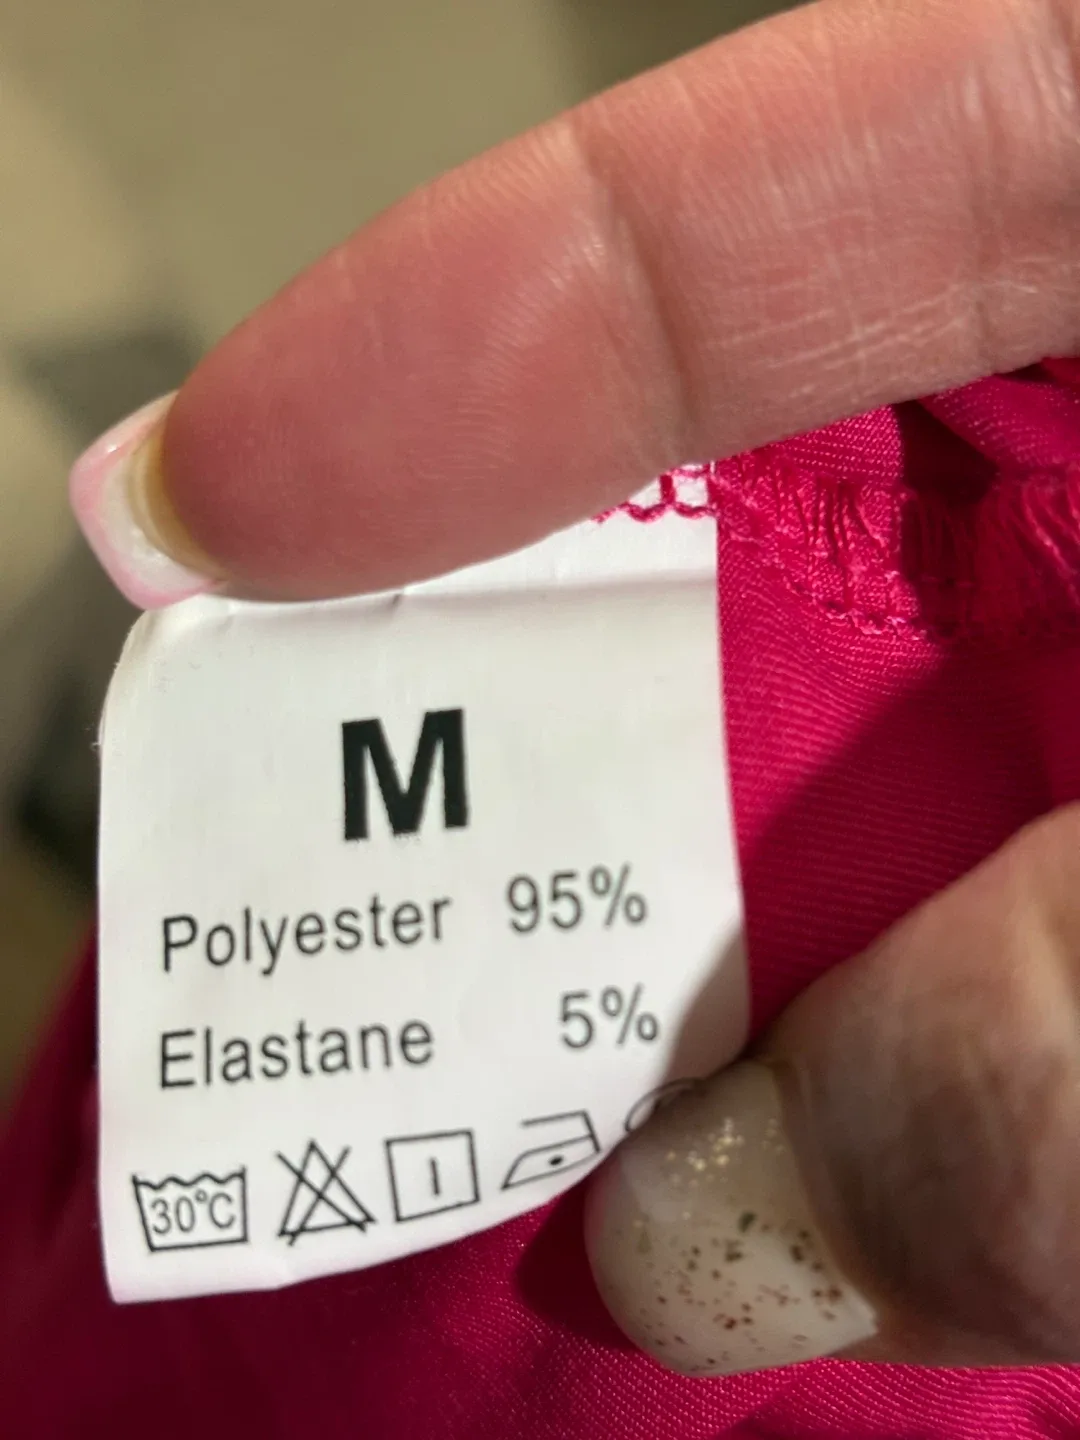 M
Polyester 95%
Elastane 5%
30°C